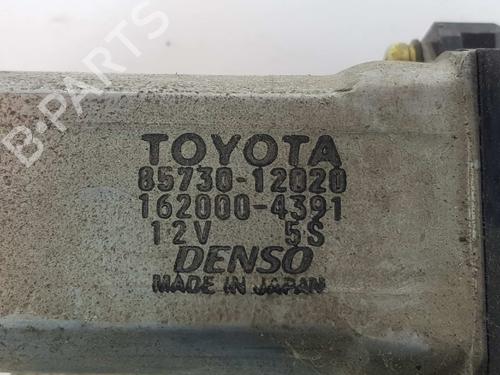 B-PARTS
TOYOTA
85730-12020
162000-4391
12V 5S
DENSO
MADE IN JAPAN